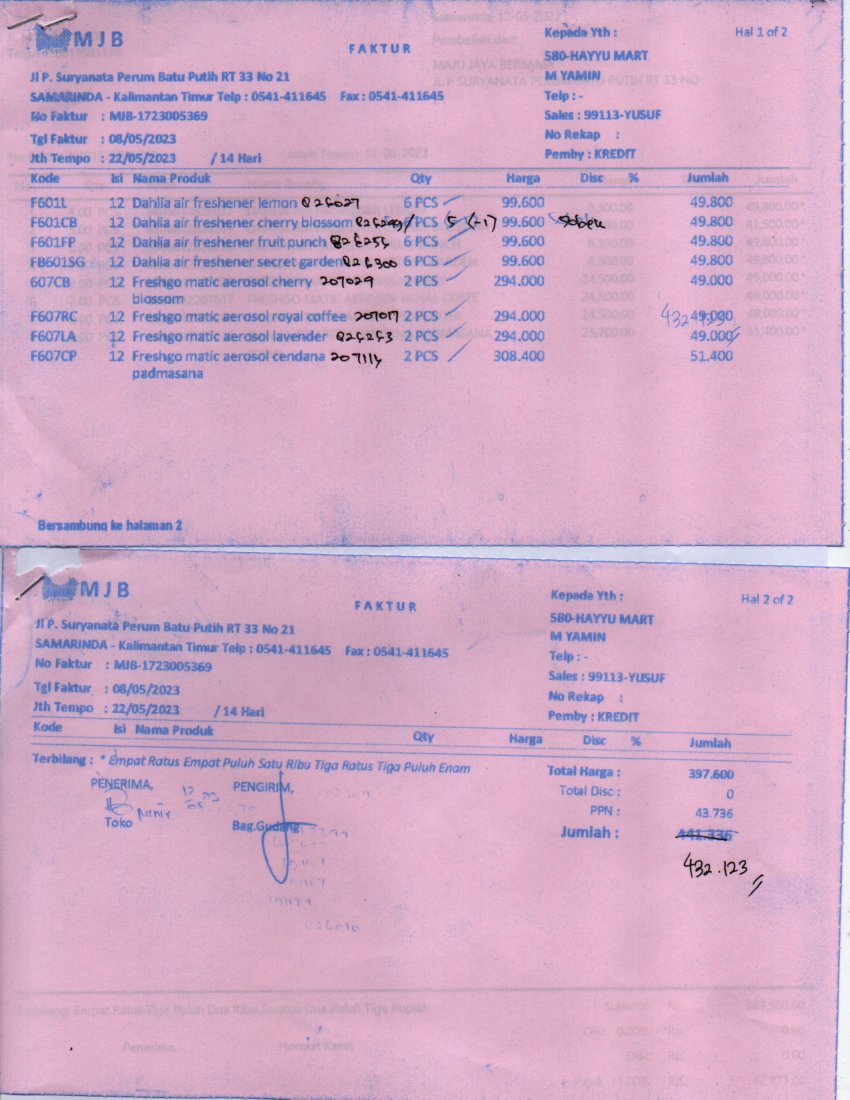 MJB
FAKTUR
Kepada Yth :
Hal 1 of 2
580-HAYYU MART
Jl P. Suryanata Perum Batu Putih RT 33 No 21
M YAMIN
SAMARINDA - Kalimantan Timur Telp : 0541-411645 Fax : 0541-411645
Telp : -
No Faktur : MJB-1723005369
Sales : 99113-YUSUF
Tgl Faktur : 08/05/2023
No Rekap :
Jth Tempo : 22/05/2023 / 14 Hari
Pemby : KREDIT
Kode Isi Nama Produk Qty Harga Disc % Jumlah
F601L 12 Dahlia air freshener lemon 6 PCS 99.600 49.800
F601CB 12 Dahlia air freshener cherry blossom 6 PCS 5 (-1) 99.600 sobek 49.800
F601FP 12 Dahlia air freshener fruit punch 6 PCS 99.600 49.800
FB601SG 12 Dahlia air freshener secret garden 6 PCS 99.600 49.800
607CB 12 Freshgo matic aerosol cherry 207029 2 PCS 294.000 49.000
blossom
F607RC 12 Freshgo matic aerosol royal coffee 207017 2 PCS 294.000 49.000
F607LA 12 Freshgo matic aerosol lavender 2 PCS 294.000 49.000
F607CP 12 Freshgo matic aerosol cendana 2 PCS 308.400 51.400
padmasana
Bersambung ke halaman 2
MJB
FAKTUR
Kepada Yth :
Hal 2 of 2
580-HAYYU MART
Jl P. Suryanata Perum Batu Putih RT 33 No 21
M YAMIN
SAMARINDA - Kalimantan Timur Telp : 0541-411645 Fax : 0541-411645
Telp : -
No Faktur : MJB-1723005369
Sales : 99113-YUSUF
Tgl Faktur : 08/05/2023
No Rekap :
Jth Tempo : 22/05/2023 / 14 Hari
Pemby : KREDIT
Kode Isi Nama Produk Qty Harga Disc % Jumlah
Terbilang : * Empat Ratus Empat Puluh Satu Ribu Tiga Ratus Tiga Puluh Enam
Total Harga : 397.600
PENERIMA, PENGIRIM,
Total Disc : 0
PPN : 43.736
Toko Bag.Gudang
Jumlah : 441.336
432.123